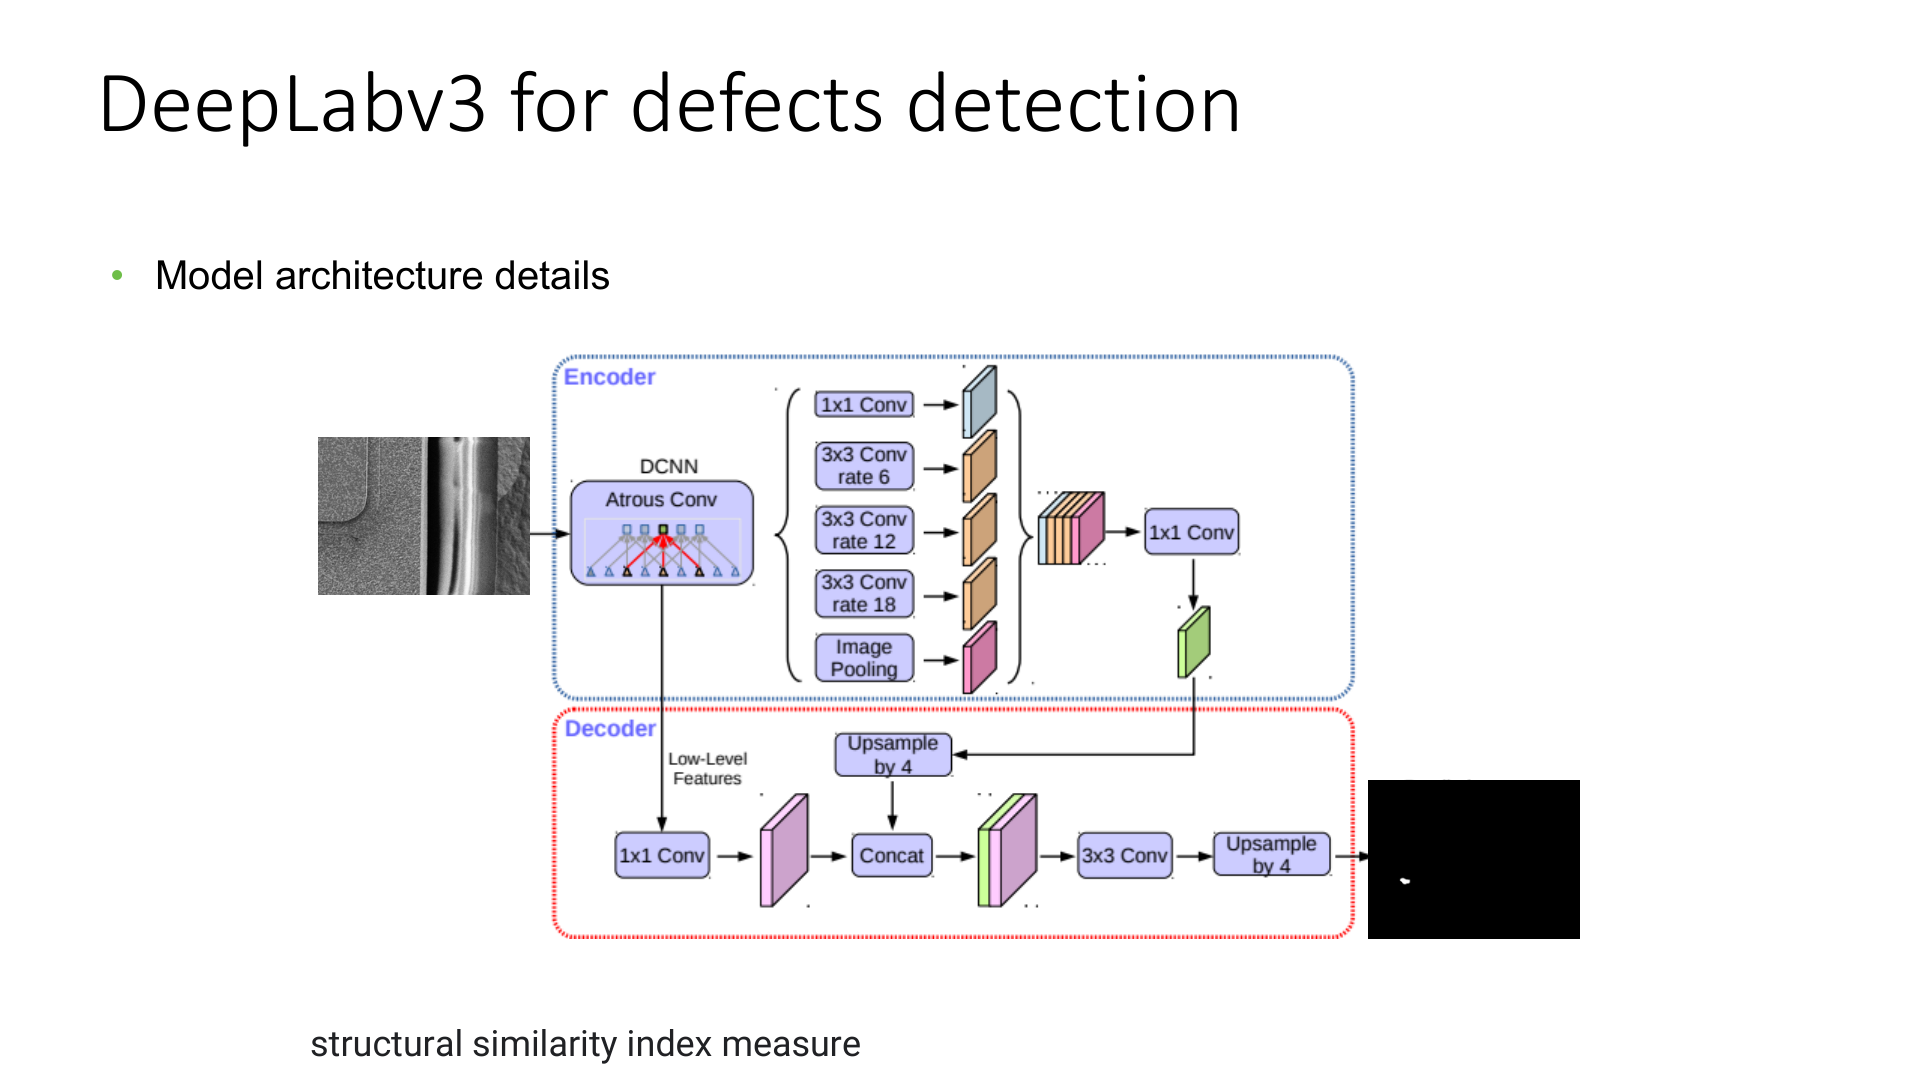 DeepLabv3 for defects detection
• Model architecture details
Encoder
DCNN
Atrous Conv
1x1 Conv
3x3 Conv
rate 6
3x3 Conv
rate 12
3x3 Conv
rate 18
Image
Pooling
1x1 Conv
Decoder
Low-Level
Features
Upsample
by 4
1x1 Conv
Concat
3x3 Conv
Upsample
by 4
structural similarity index measure